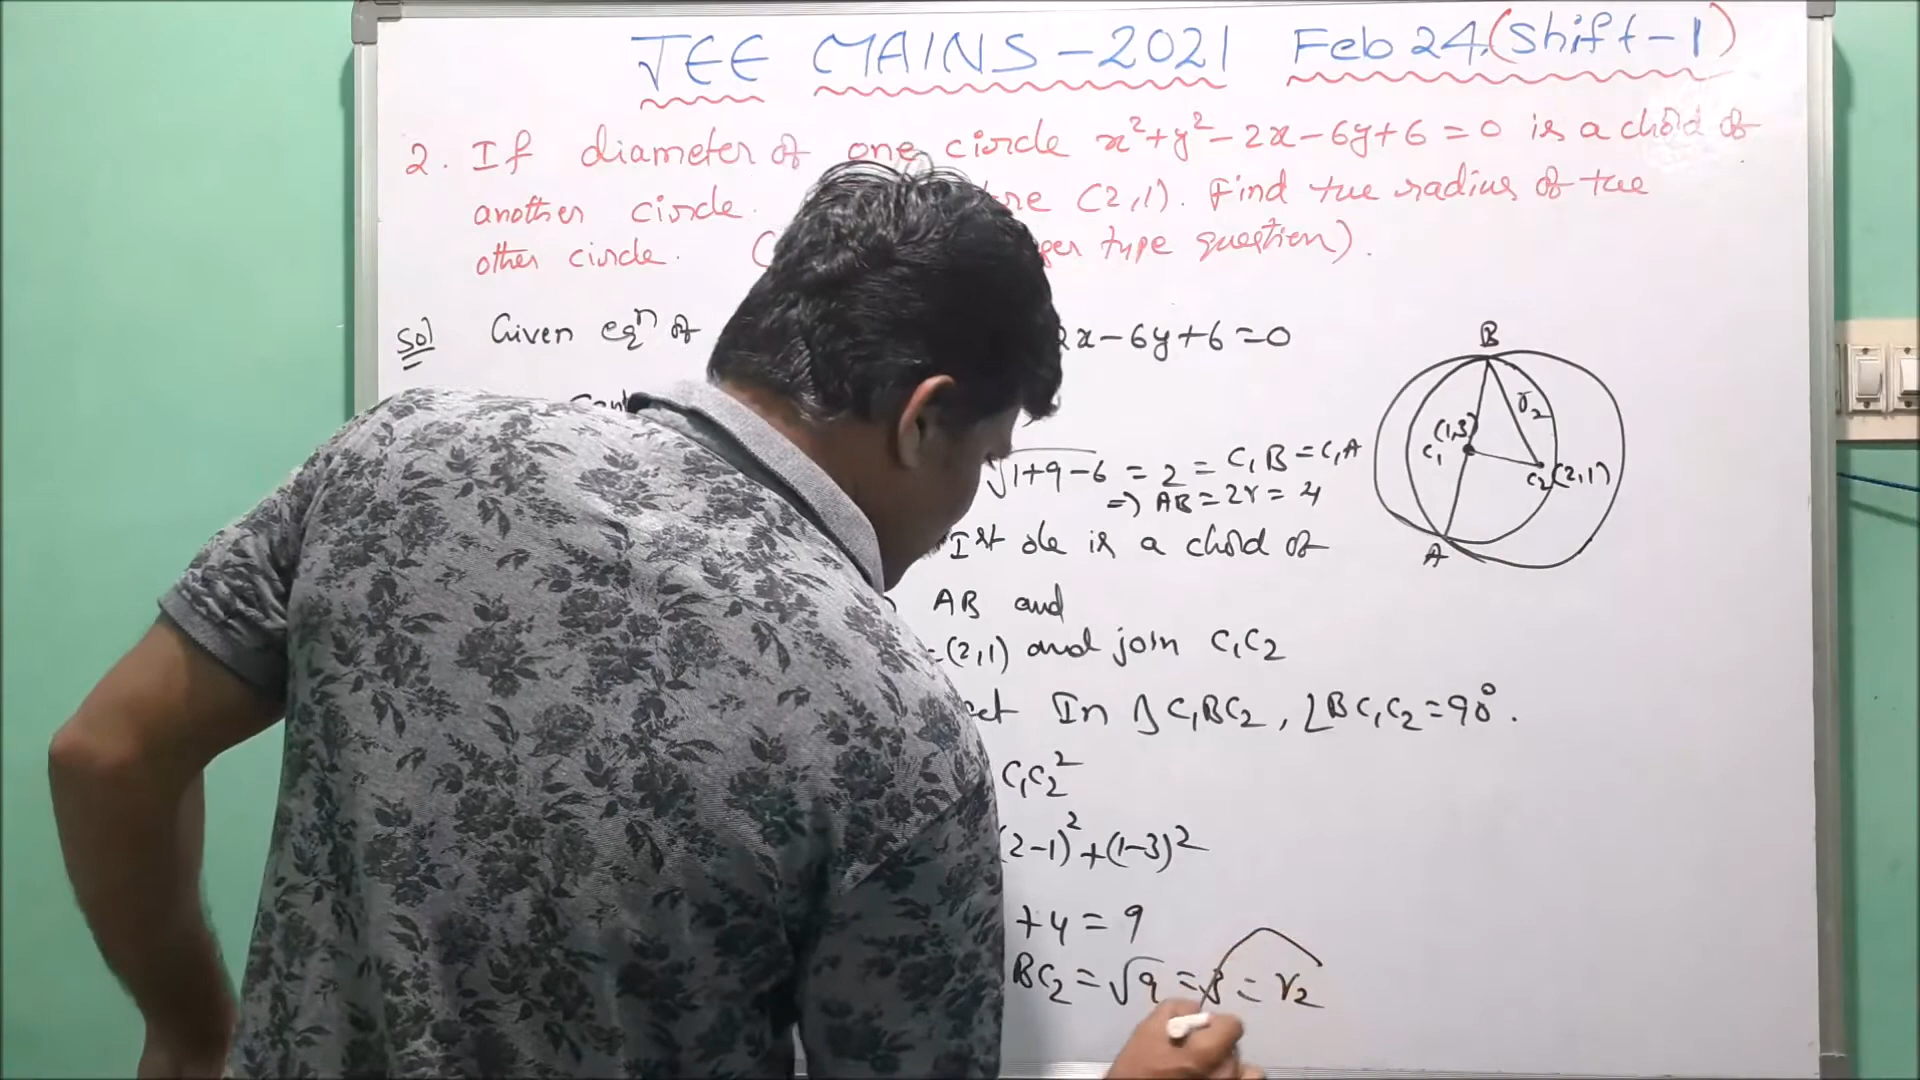 JEE MAINS-2021 Feb 24,(Shift-1)
2. If diameter of one circle x²+y²-2x-6y+6=0 is a chord of
another circle. (2,1). Find the radius of the
other circle. ( type question).
Sol Given eqⁿ of 2x-6y+6=0
√1+9-6 = 2 = C₁B = C₁A
=) AB = 2r = 4
Ist cle is a chord of
AB and
=(2,1) and join C₁C₂
In Δ C₁BC₂, ∠BC₁C₂=90°.
C₁C₂²
(2-1)²+(1-3)²
+4 = 9
BC₂ = √9 = 3 = r₂
B
r₂
(1,3)
C₁
C₂(2,1)
A